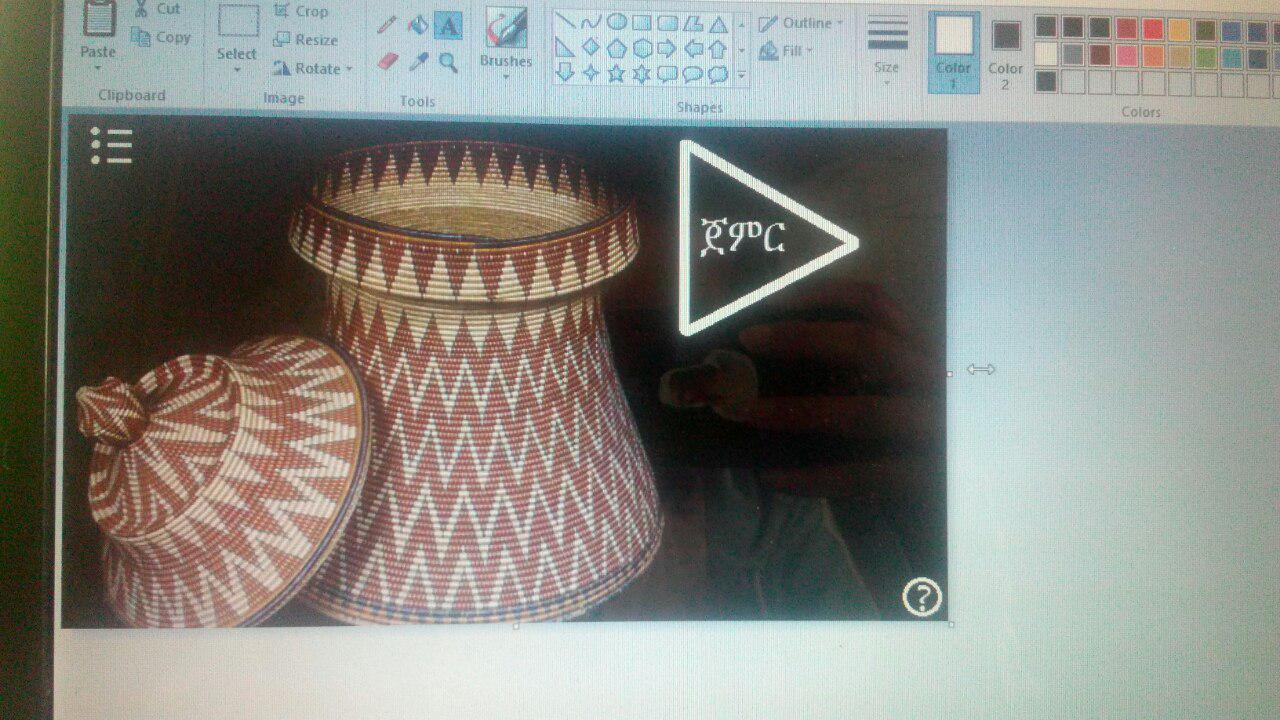 Paste
Cut
Copy
Clipboard
Select
Crop
Resize
Rotate
Image
A
Tools
Brushes
Outline
Fill
Shapes
Size
Color
1
Color
2
Colors
ጀምር
?